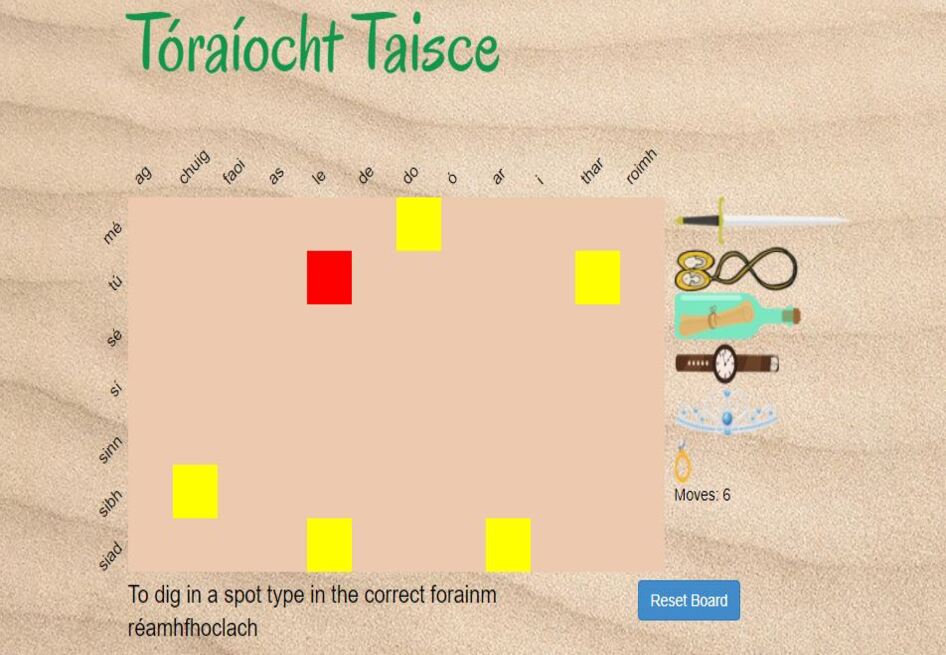 Tóraíocht Taisce
ag chuig faoi as le de do ó ar i thar roimh
mé
tú
sé
sí
sinn
sibh
siad
Moves: 6
To dig in a spot type in the correct forainm
réamhfhoclach
Reset Board